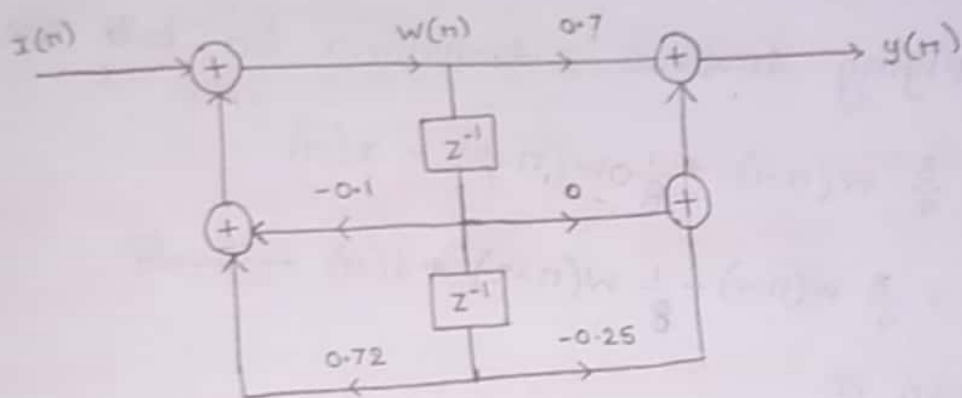 x(n) + w(n) 0.7 + y(n)
z⁻¹
+ -0.1 0 +
z⁻¹
0.72 -0.25